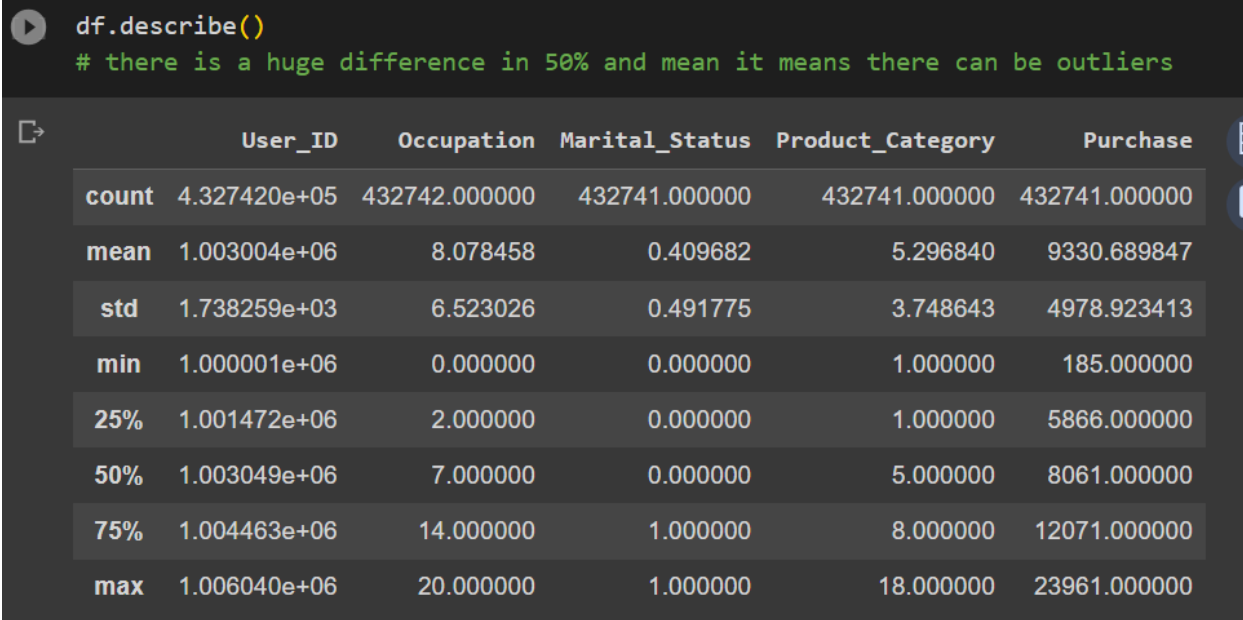 df.describe()
# there is a huge difference in 50% and mean it means there can be outliers
User_ID Occupation Marital_Status Product_Category Purchase
count 4.327420e+05 432742.000000 432741.000000 432741.000000 432741.000000
mean 1.003004e+06 8.078458 0.409682 5.296840 9330.689847
std 1.738259e+03 6.523026 0.491775 3.748643 4978.923413
min 1.000001e+06 0.000000 0.000000 1.000000 185.000000
25% 1.001472e+06 2.000000 0.000000 1.000000 5866.000000
50% 1.003049e+06 7.000000 0.000000 5.000000 8061.000000
75% 1.004463e+06 14.000000 1.000000 8.000000 12071.000000
max 1.006040e+06 20.000000 1.000000 18.000000 23961.000000